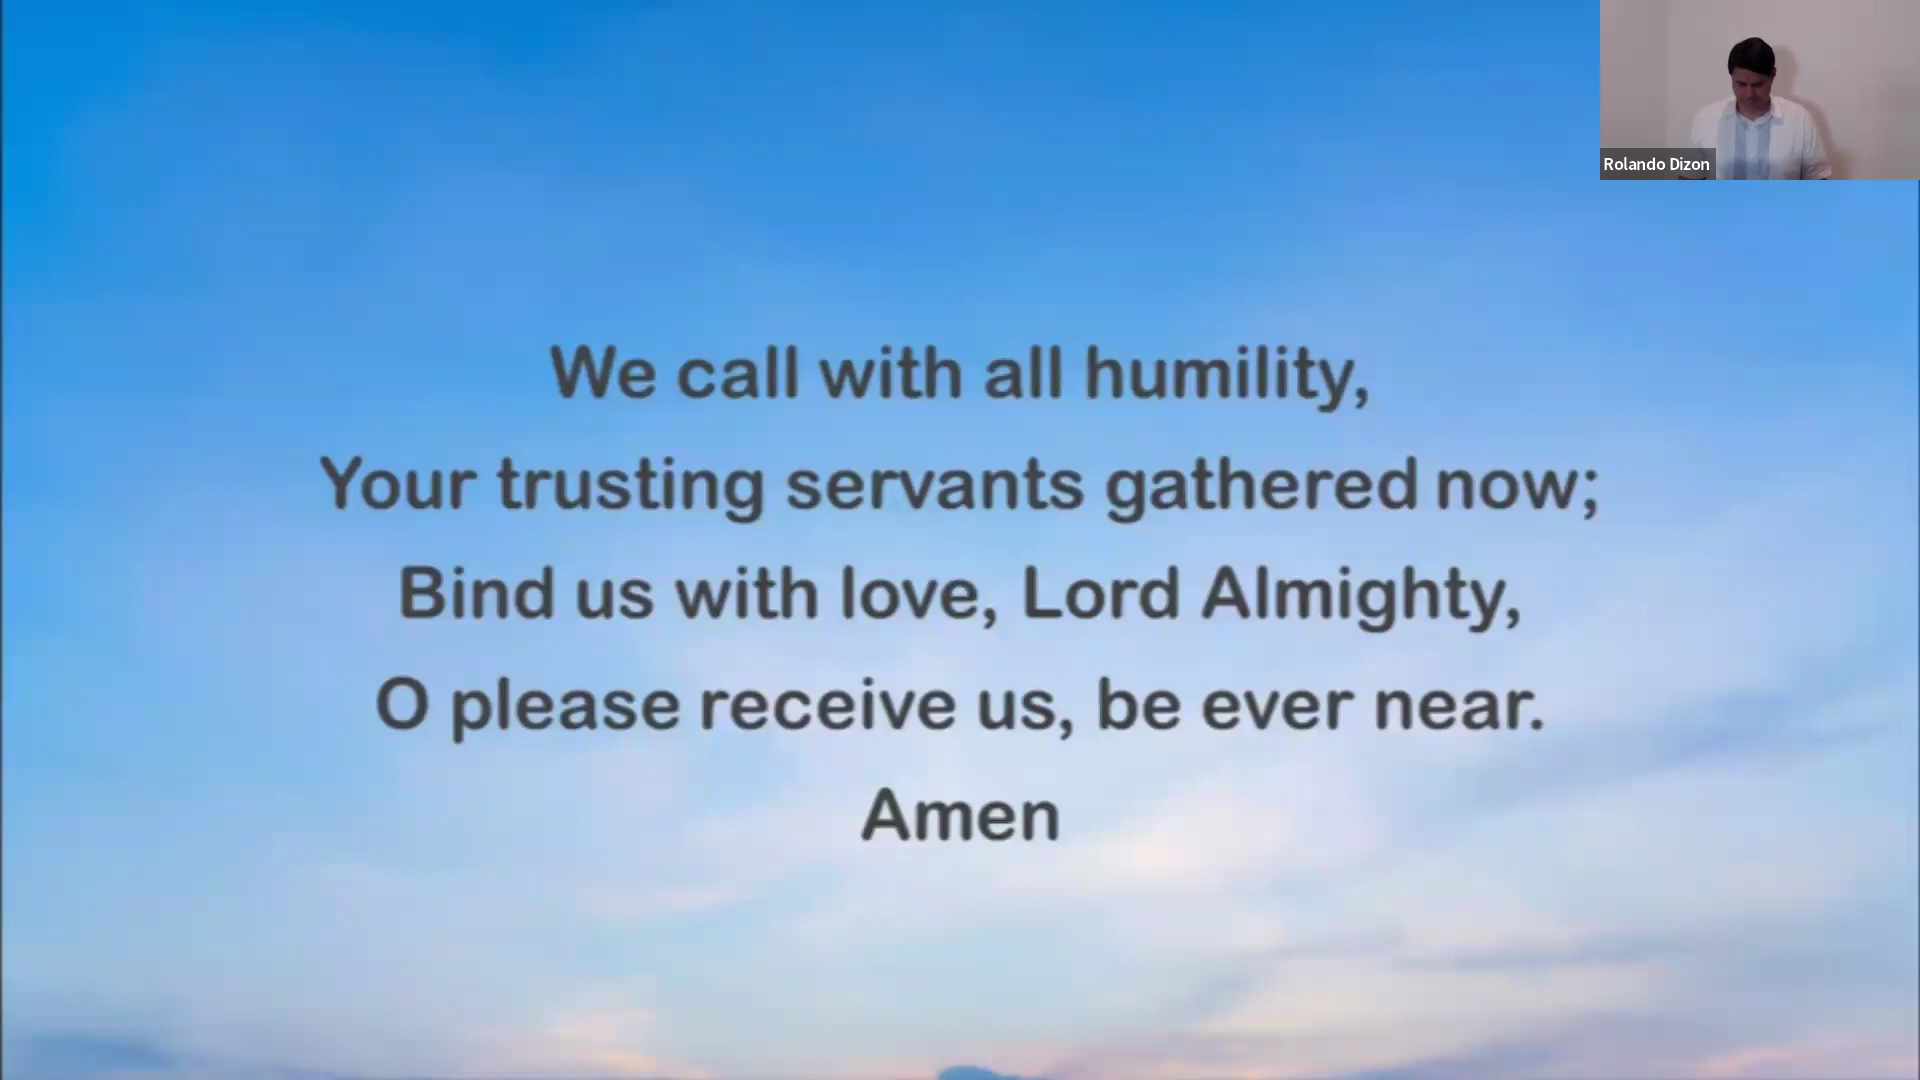 Rolando Dizon
We call with all humility,
Your trusting servants gathered now;
Bind us with love, Lord Almighty,
O please receive us, be ever near.
Amen